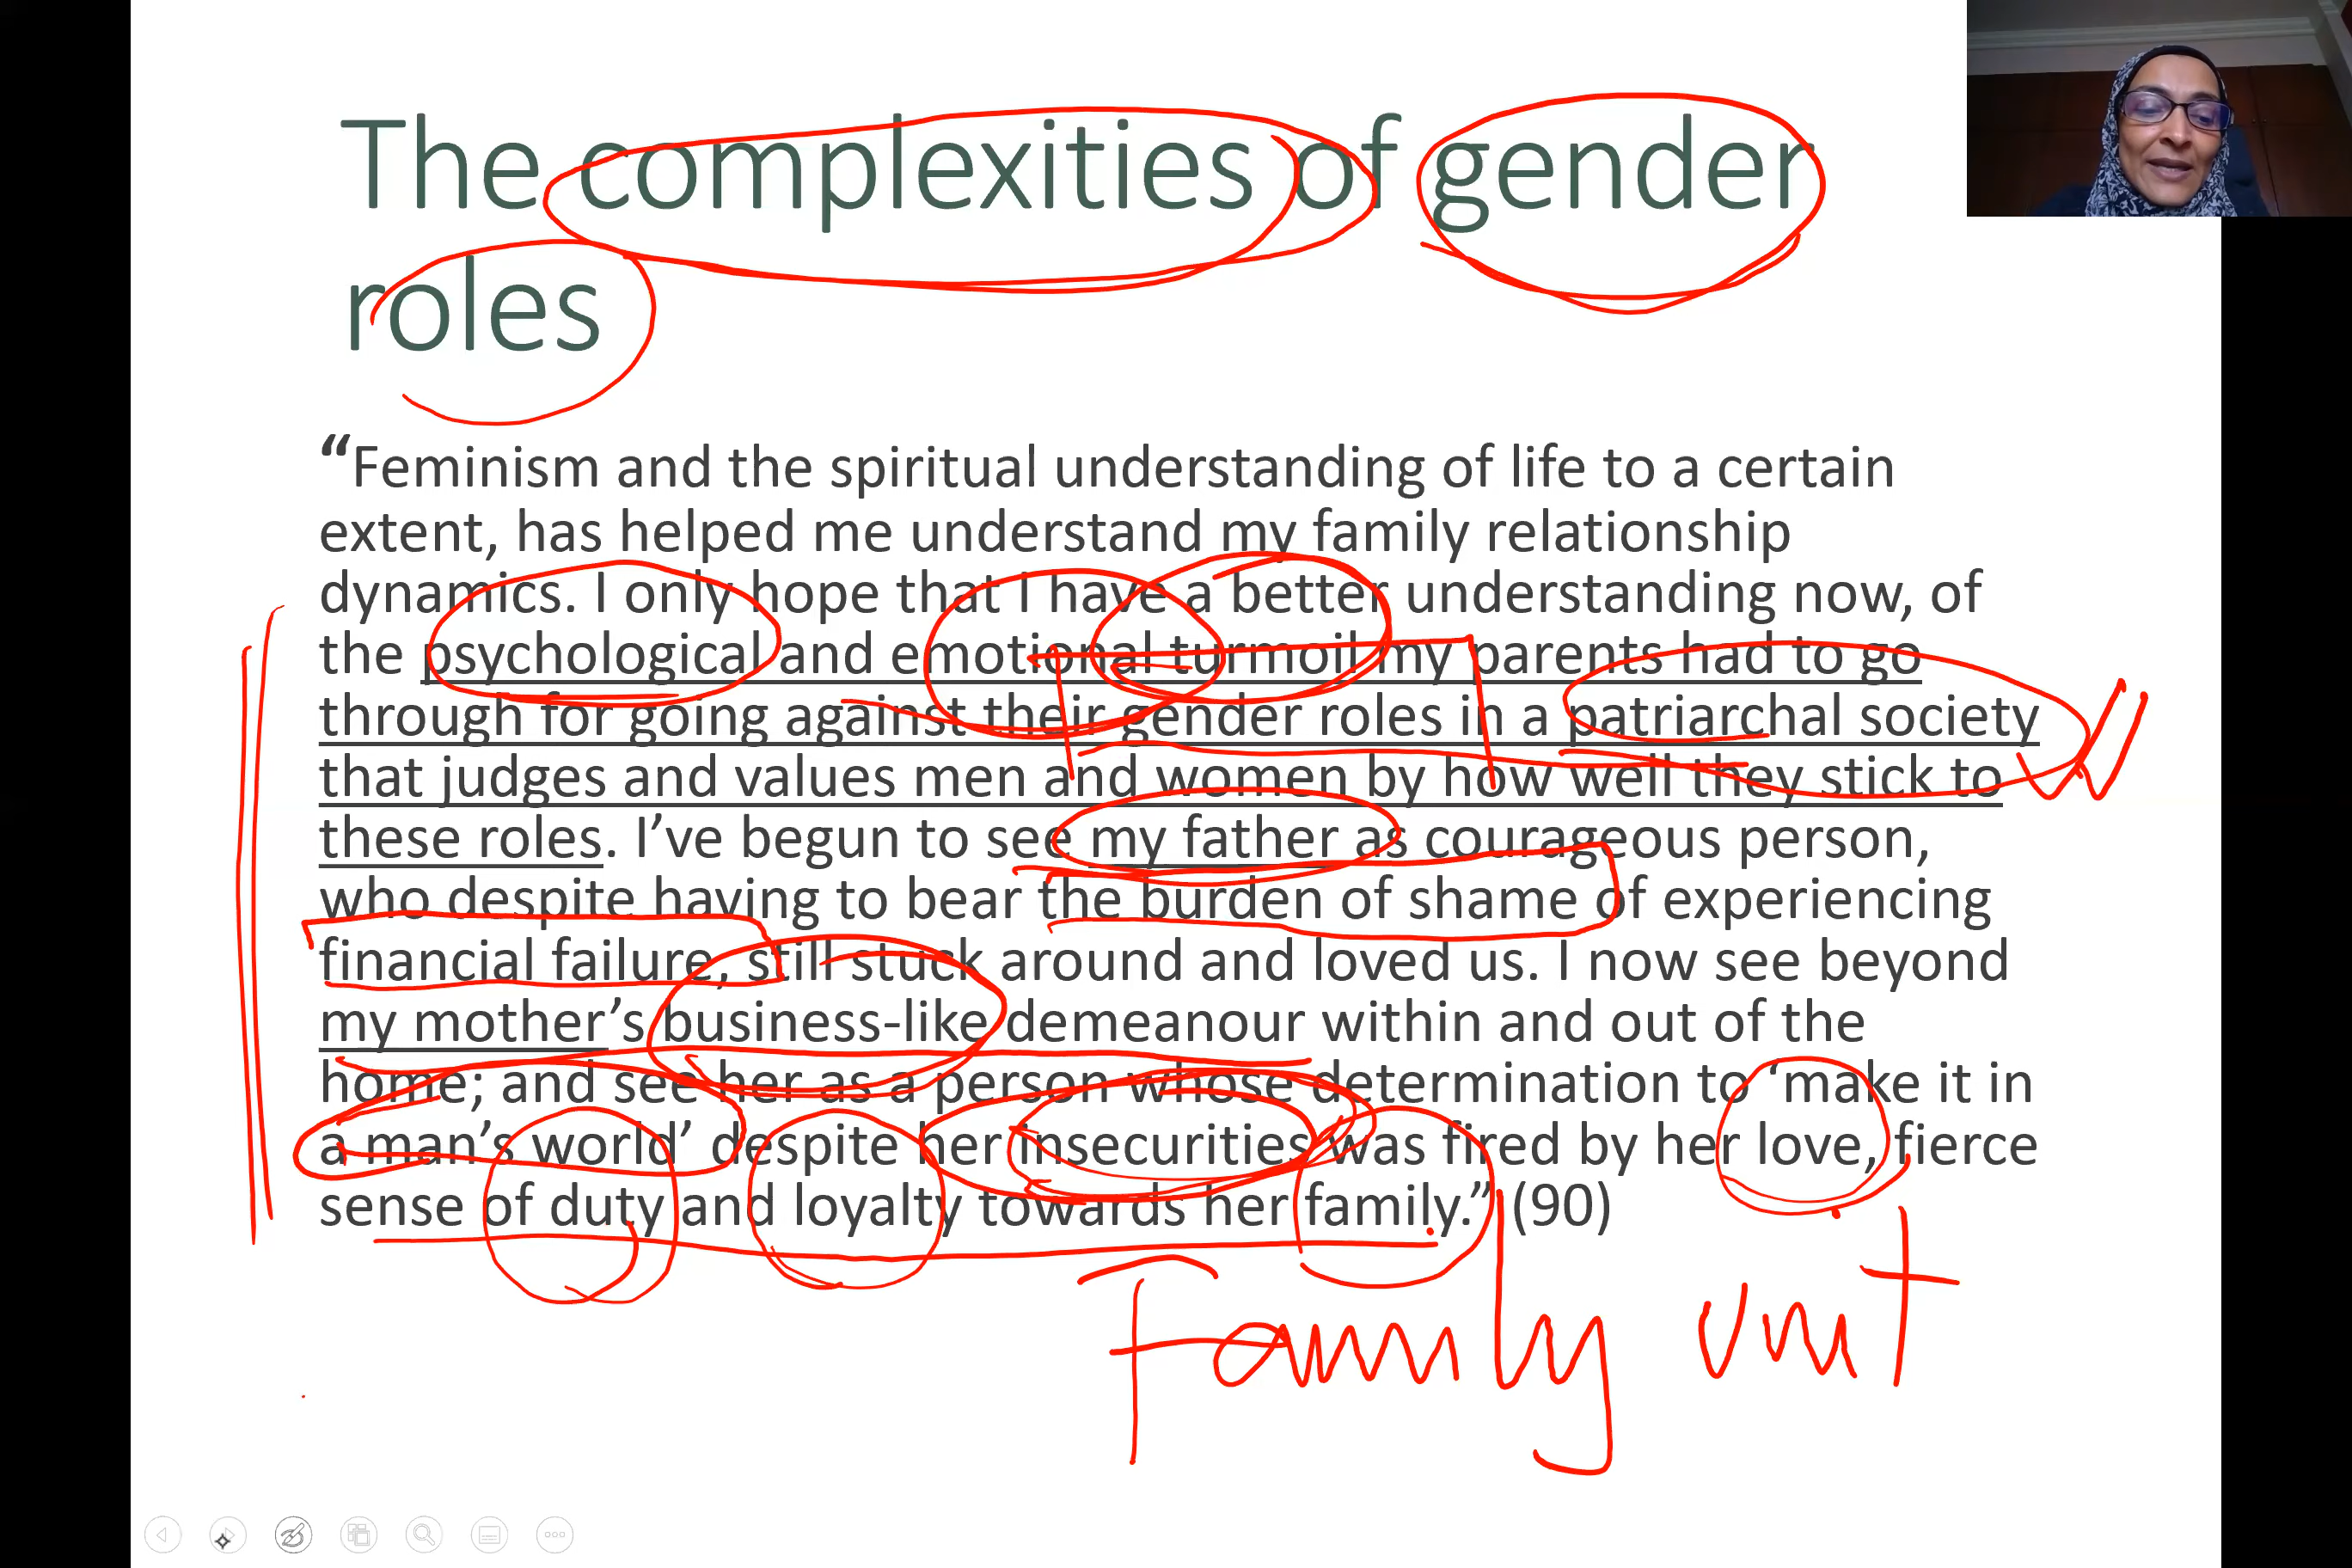 The complexities of gender
roles
“Feminism and the spiritual understanding of life to a certain
extent, has helped me understand my family relationship
dynamics. I only hope that I have a better understanding now, of
the psychological and emotional turmoil my parents had to go
through for going against their gender roles in a patriarchal society
that judges and values men and women by how well they stick to
these roles. I’ve begun to see my father as courageous person,
who despite having to bear the burden of shame of experiencing
financial failure, still stuck around and loved us. I now see beyond
my mother’s business-like demeanour within and out of the
home; and see her as a person whose determination to ‘make it in
a man’s world’ despite her insecurities was fired by her love, fierce
sense of duty and loyalty towards her family.” (90)
Family unit